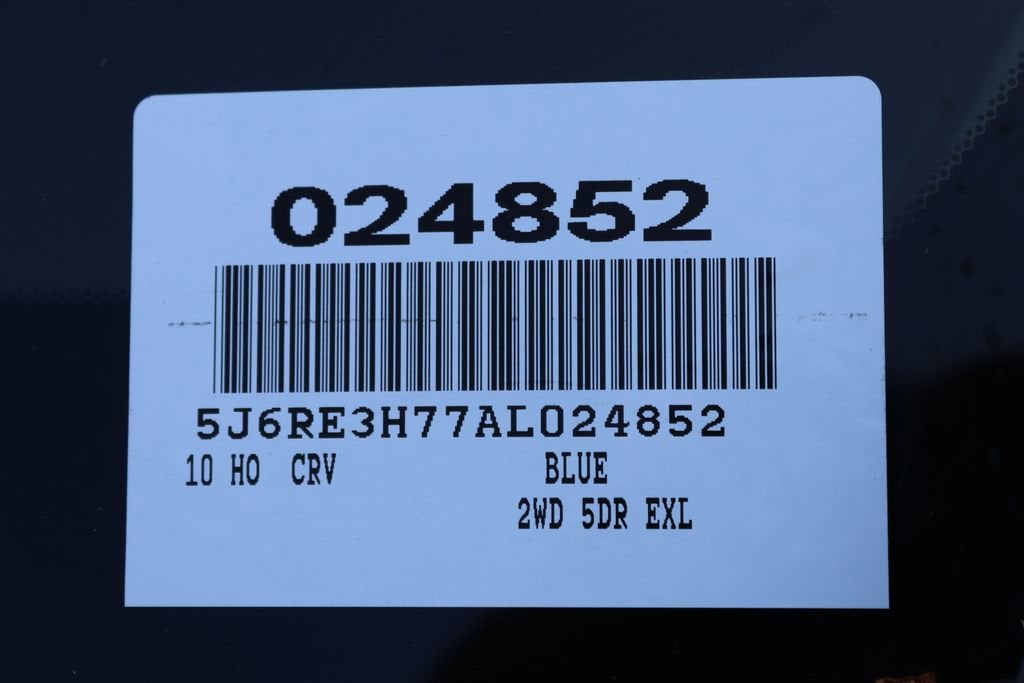 024852
5J6RE3H77AL024852
10 HO CRV BLUE
2WD 5DR EXL